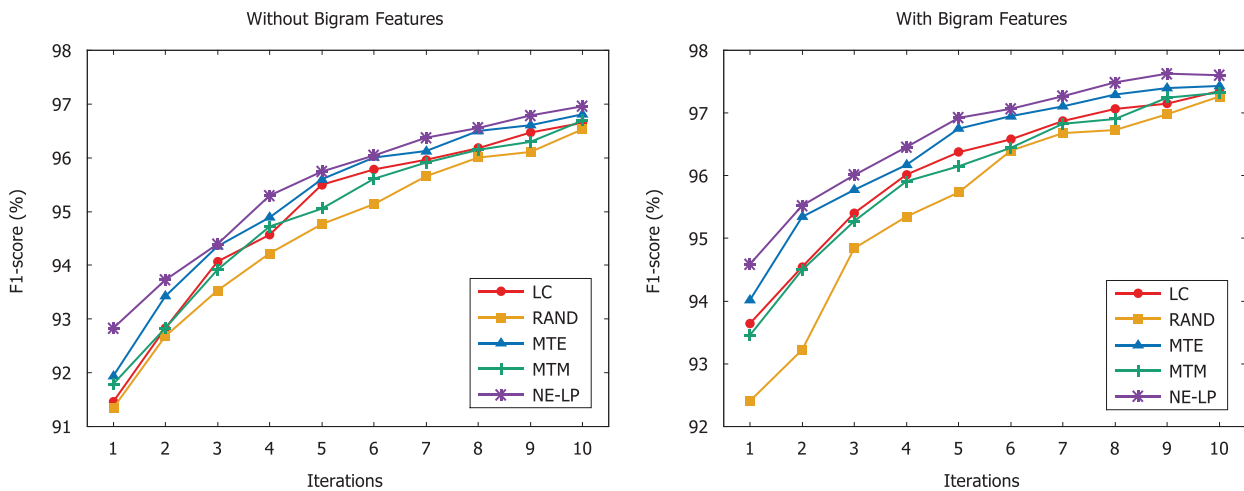 Without Bigram Features
98
97
96
95
94
93
92
91
F1-score (%)
1 2 3 4 5 6 7 8 9 10
Iterations
LC
RAND
MTE
MTM
NE-LP
With Bigram Features
98
97
96
95
94
93
92
F1-score (%)
1 2 3 4 5 6 7 8 9 10
Iterations
LC
RAND
MTE
MTM
NE-LP